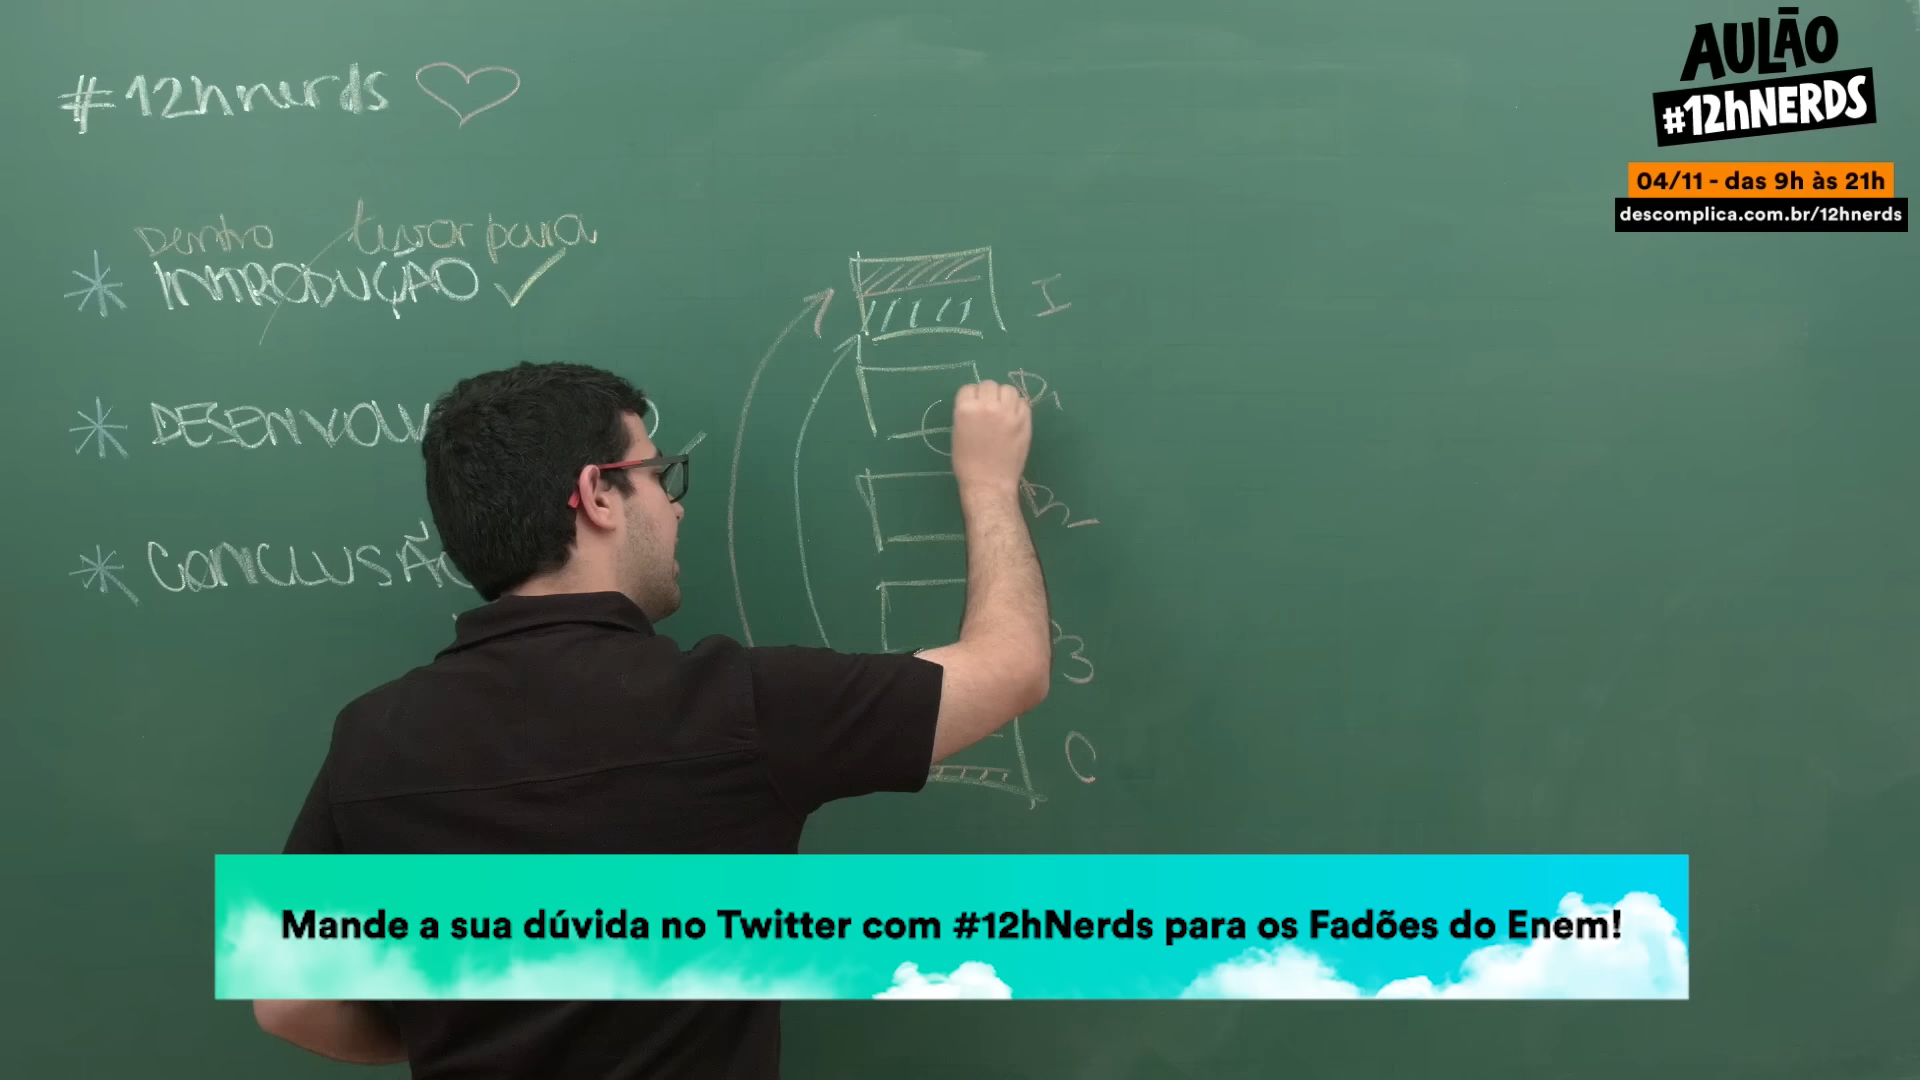 #12hnerds
Dentro tirar para
* INTRODUÇÃO
* DESENVOLV
* CONCLUSÃO
I
D1
D2
3
C
AULÃO
#12hNERDS
04/11 - das 9h às 21h
descomplica.com.br/12hnerds
Mande a sua dúvida no Twitter com #12hNerds para os Fadões do Enem!